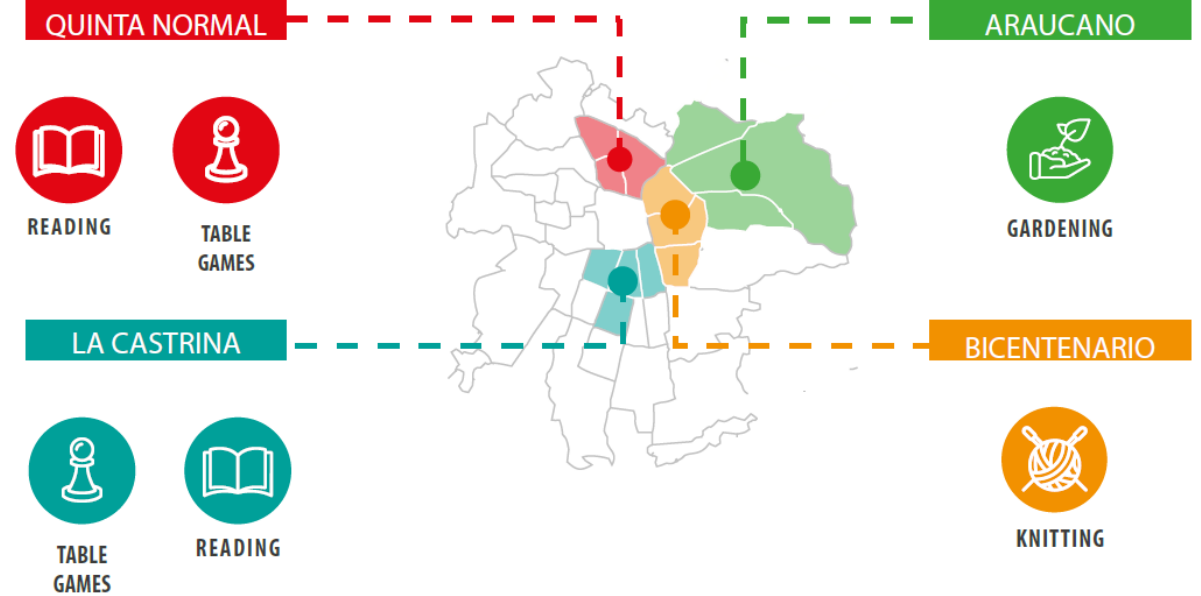 QUINTA NORMAL
ARAUCANO
READING
TABLE
GAMES
GARDENING
LA CASTRINA
BICENTENARIO
TABLE
GAMES
READING
KNITTING